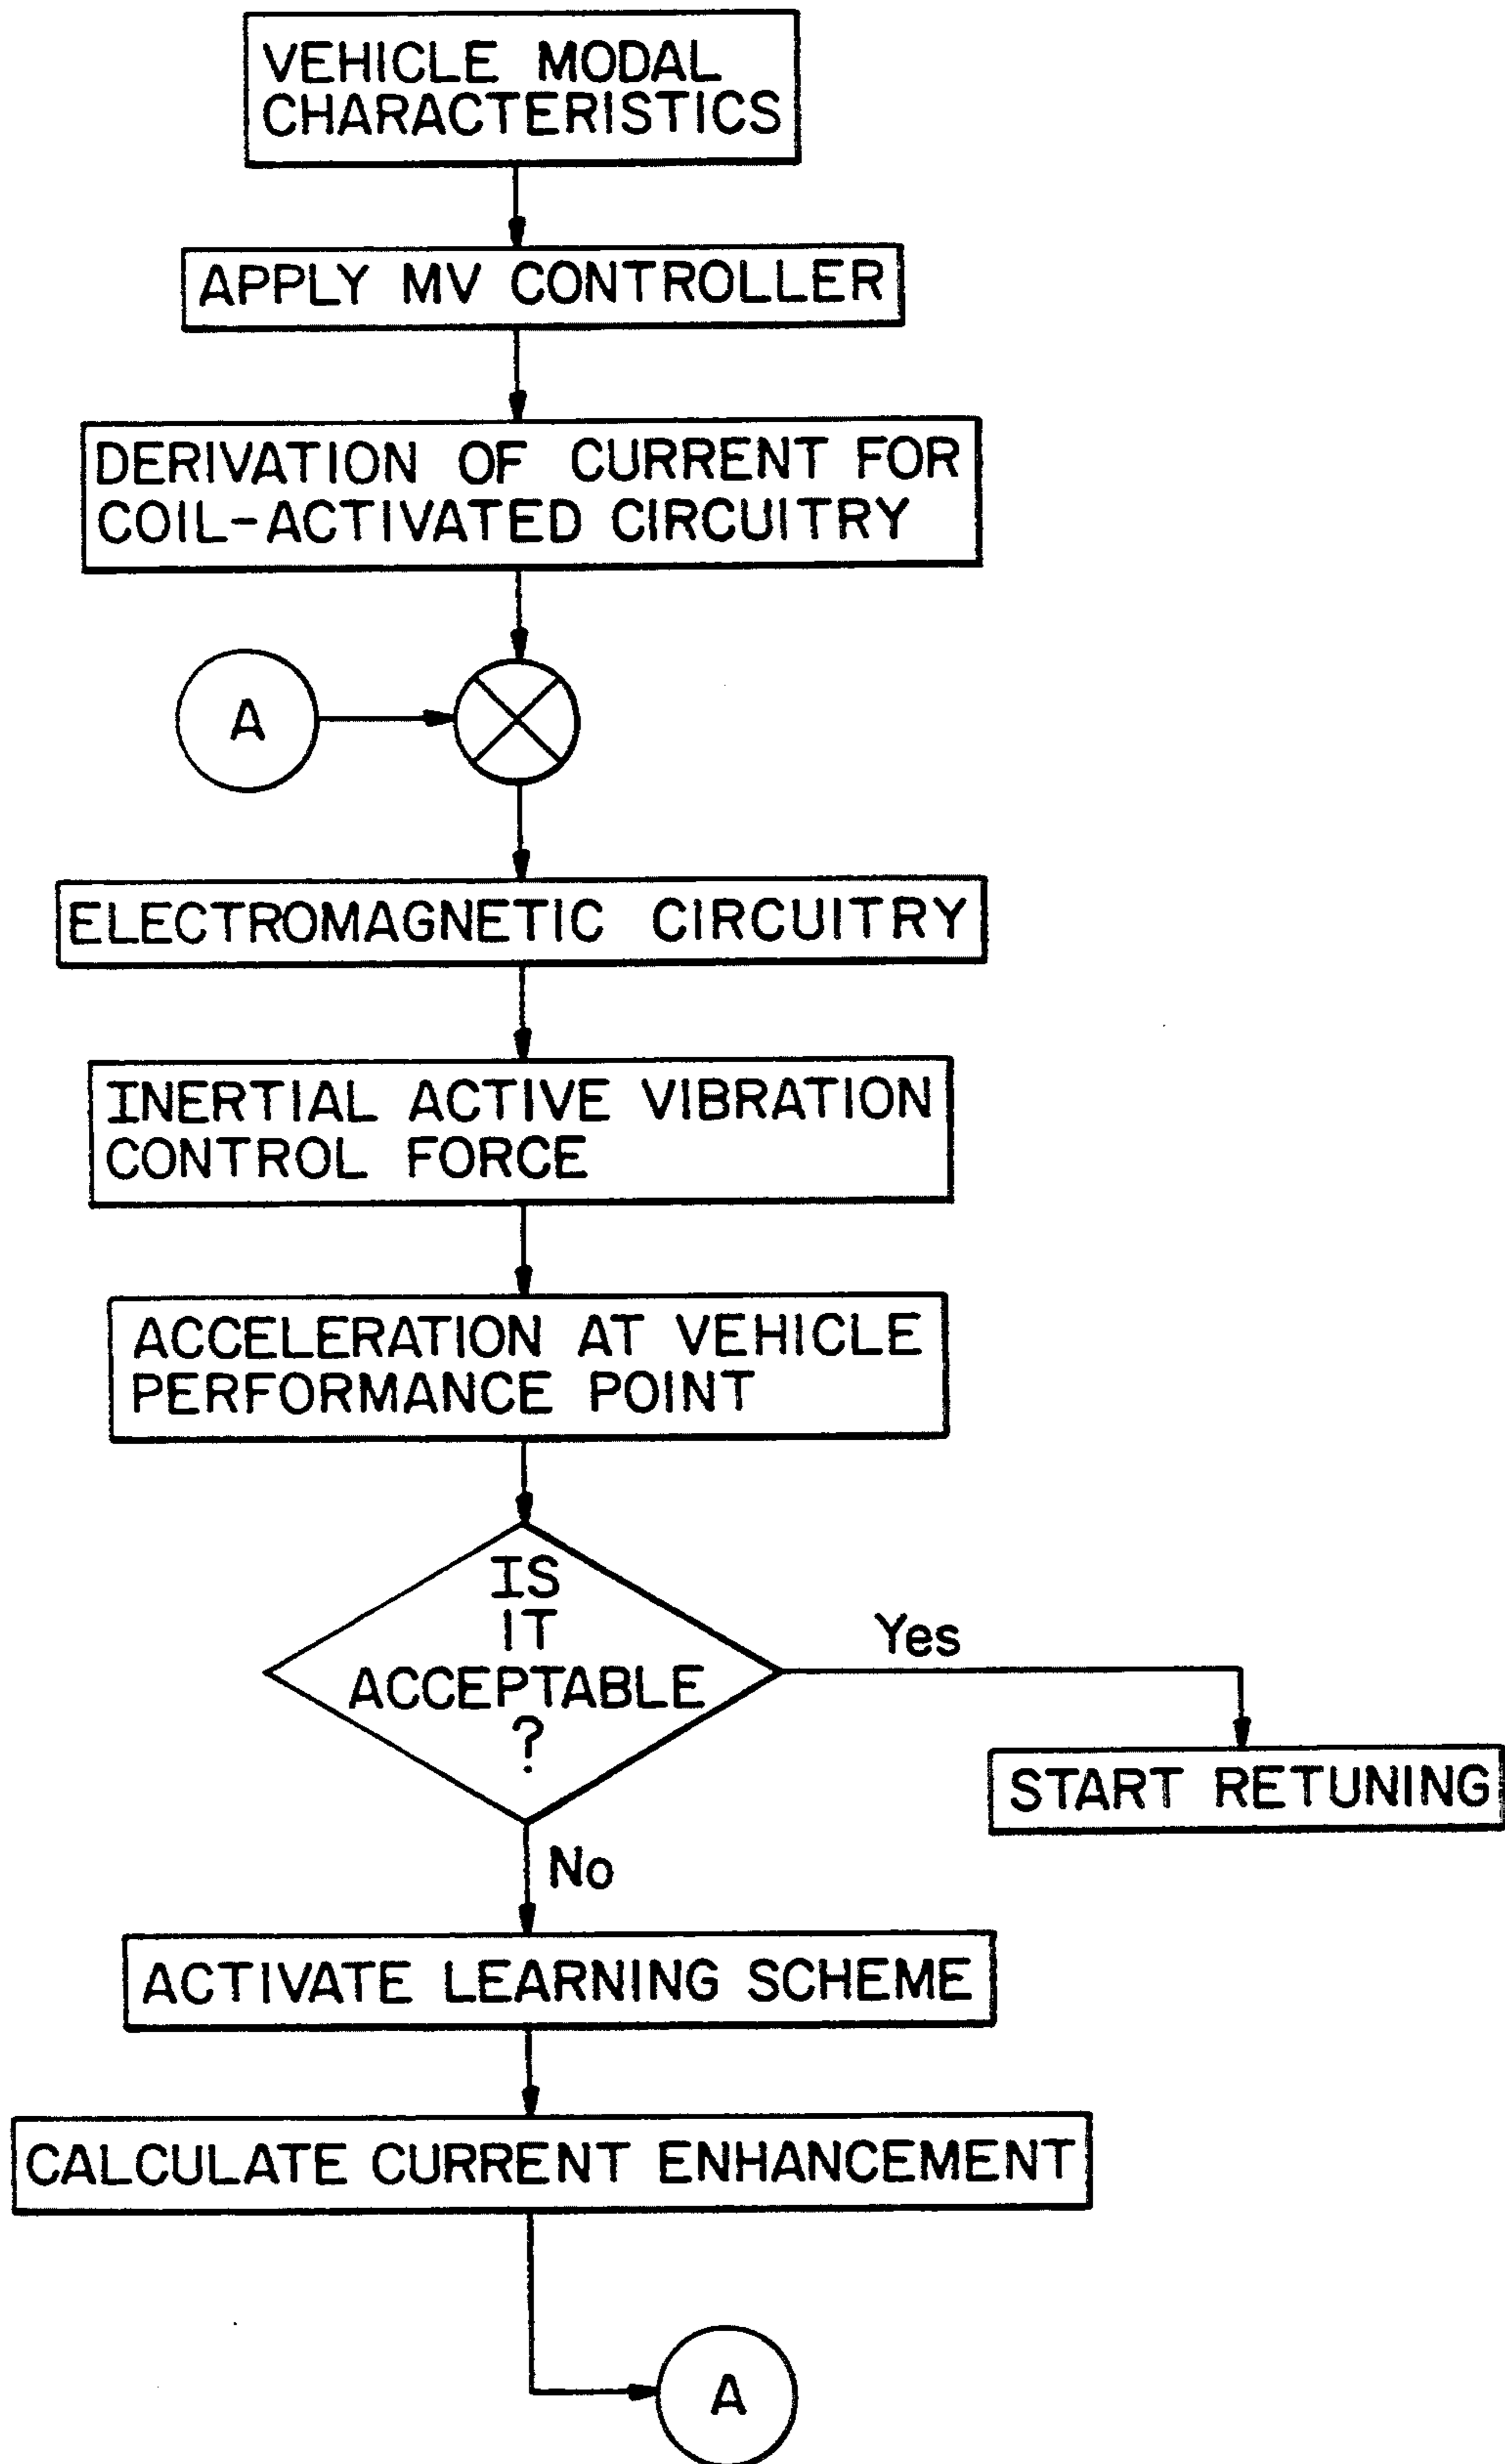 VEHICLE MODAL
CHARACTERISTICS
APPLY MV CONTROLLER
DERIVATION OF CURRENT FOR
COIL-ACTIVATED CIRCUITRY
A
ELECTROMAGNETIC CIRCUITRY
INERTIAL ACTIVE VIBRATION
CONTROL FORCE
ACCELERATION AT VEHICLE
PERFORMANCE POINT
IS
IT
ACCEPTABLE
?
Yes
START RETUNING
No
ACTIVATE LEARNING SCHEME
CALCULATE CURRENT ENHANCEMENT
A